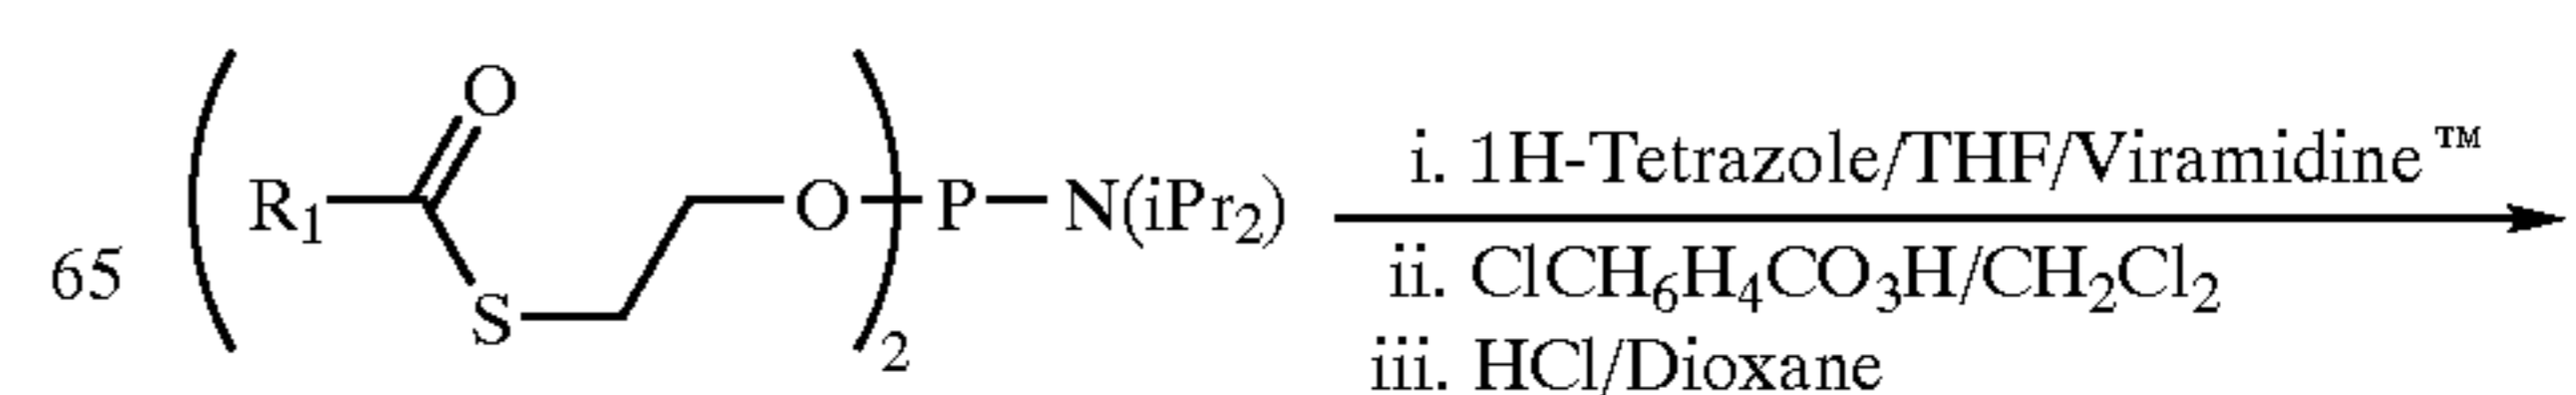 65 ( R₁ O S O )₂ P—N(iPr₂)
i. 1H-Tetrazole/THF/Viramidine™
ii. ClCH₆H₄CO₃H/CH₂Cl₂
iii. HCl/Dioxane